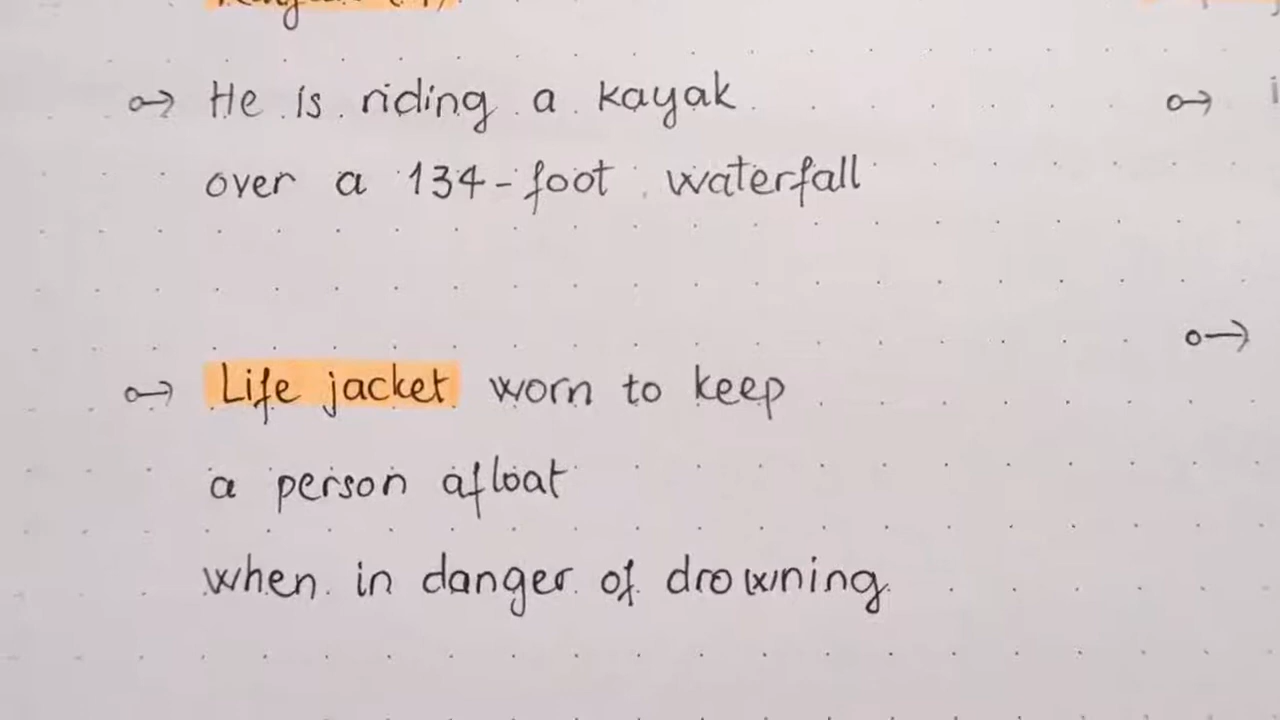 He is riding a kayak
over a 134-foot waterfall
Life jacket worn to keep
a person afloat
when in danger of drowning